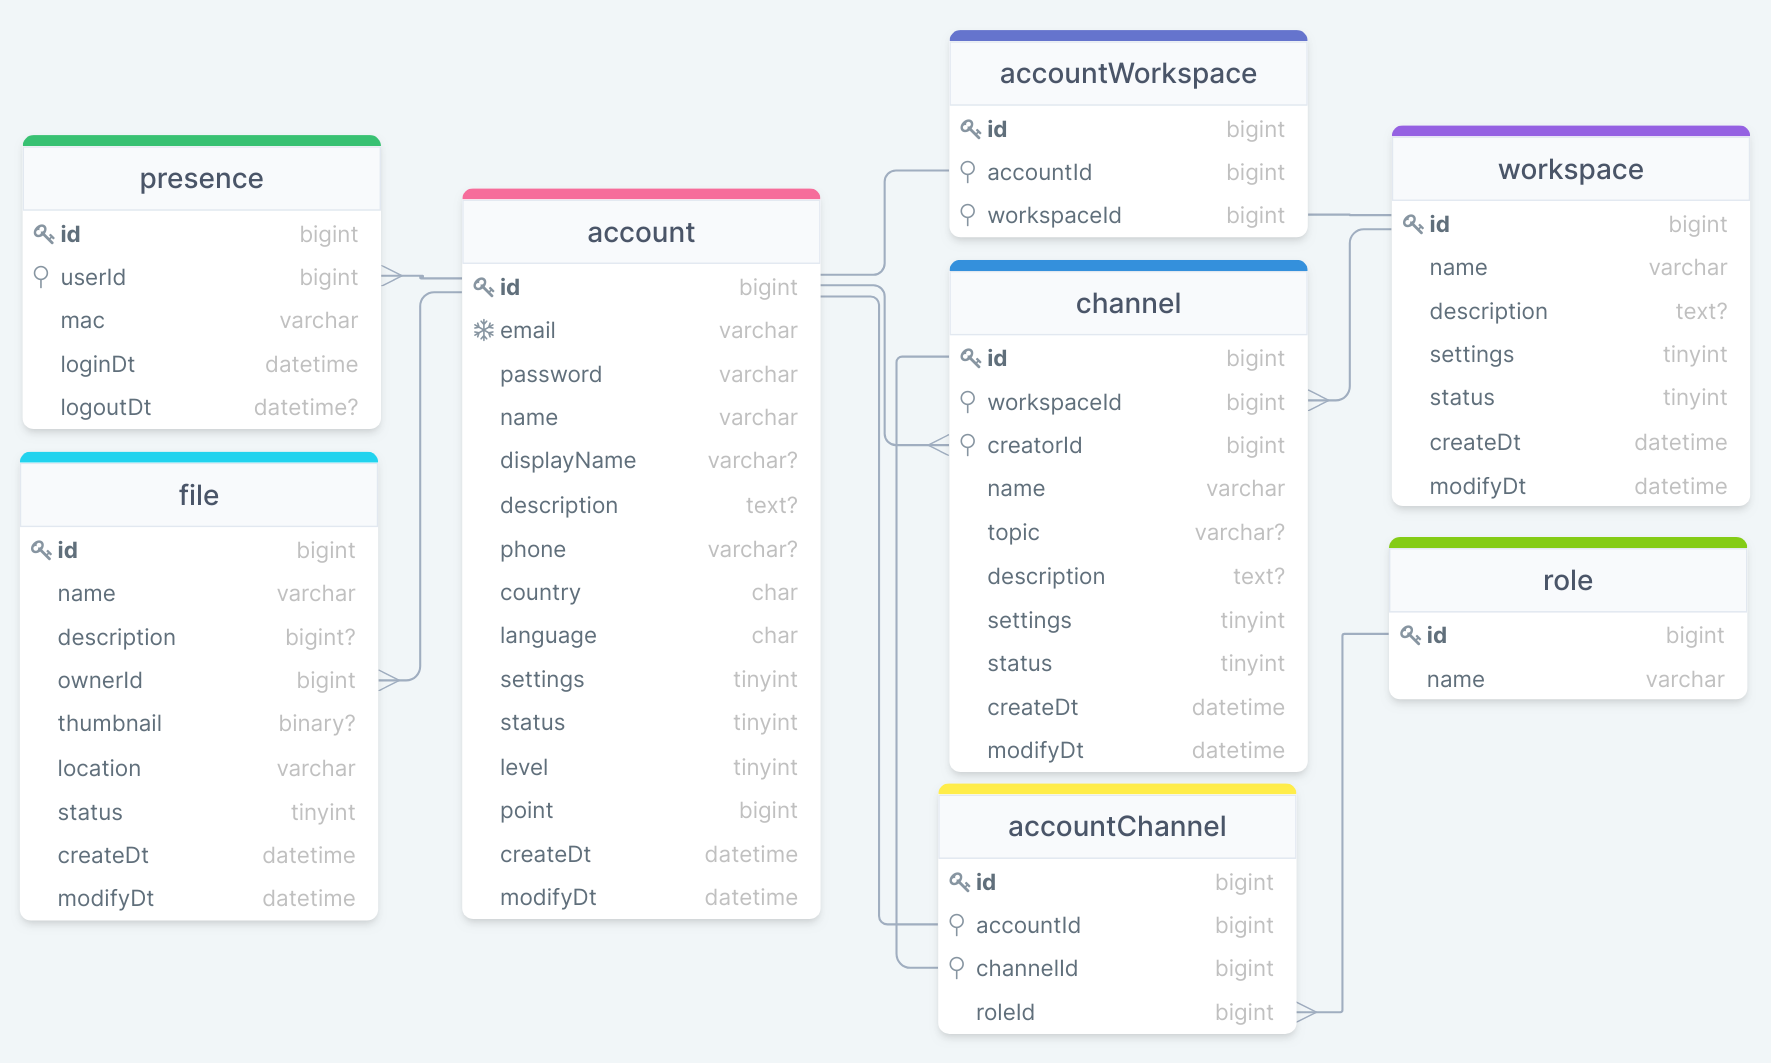 presence
id bigint
userId bigint
mac varchar
loginDt datetime
logoutDt datetime?
file
id bigint
name varchar
description bigint?
ownerId bigint
thumbnail binary?
location varchar
status tinyint
createDt datetime
modifyDt datetime
account
id bigint
email varchar
password varchar
name varchar
displayName varchar?
description text?
phone varchar?
country char
language char
settings tinyint
status tinyint
level tinyint
point bigint
createDt datetime
modifyDt datetime
accountWorkspace
id bigint
accountId bigint
workspaceId bigint
channel
id bigint
workspaceId bigint
creatorId bigint
name varchar
topic varchar?
description text?
settings tinyint
status tinyint
createDt datetime
modifyDt datetime
accountChannel
id bigint
accountId bigint
channelId bigint
roleId bigint
workspace
id bigint
name varchar
description text?
settings tinyint
status tinyint
createDt datetime
modifyDt datetime
role
id bigint
name varchar